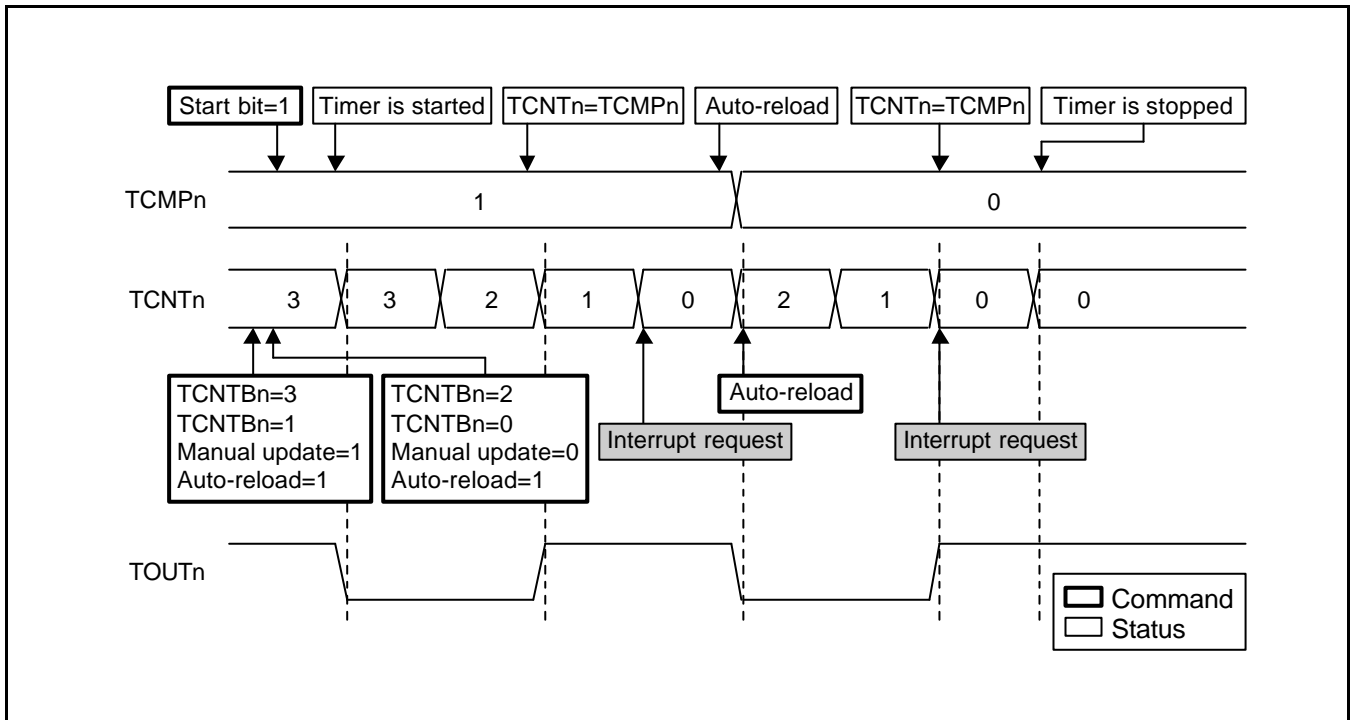 Start bit=1
Timer is started
TCNTn=TCMPn
Auto-reload
TCNTn=TCMPn
Timer is stopped
TCMPn
1
0
TCNTn
3
3
2
1
0
2
1
0
0
TCNTBn=3
TCNTBn=1
Manual update=1
Auto-reload=1
TCNTBn=2
TCNTBn=0
Manual update=0
Auto-reload=1
Auto-reload
Interrupt request
Interrupt request
TOUTn
Command
Status